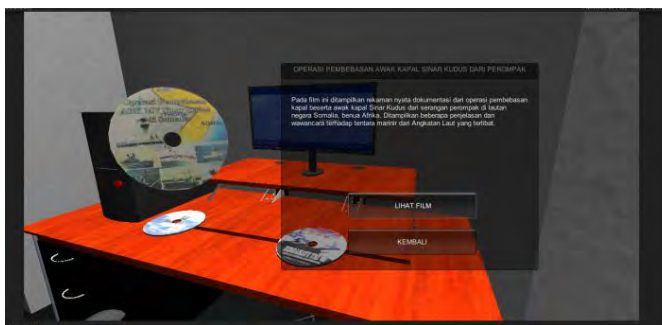 OPERASI PEMBEBASAN AWAK KAPAL SINAR KUDUS DARI PEROMPAK
Pada film ini ditampilkan rekaman nyata dokumentasi dari operasi pembebasan
kapal beserta awak kapal Sinar Kudus dari serangan perompak di lautan
negara Somalia, benua Afrika. Ditampilkan beberapa penjelasan dan
wawancara terhadap tentara marinir dari Angkatan Laut yang terlibat.
LIHAT FILM
KEMBALI